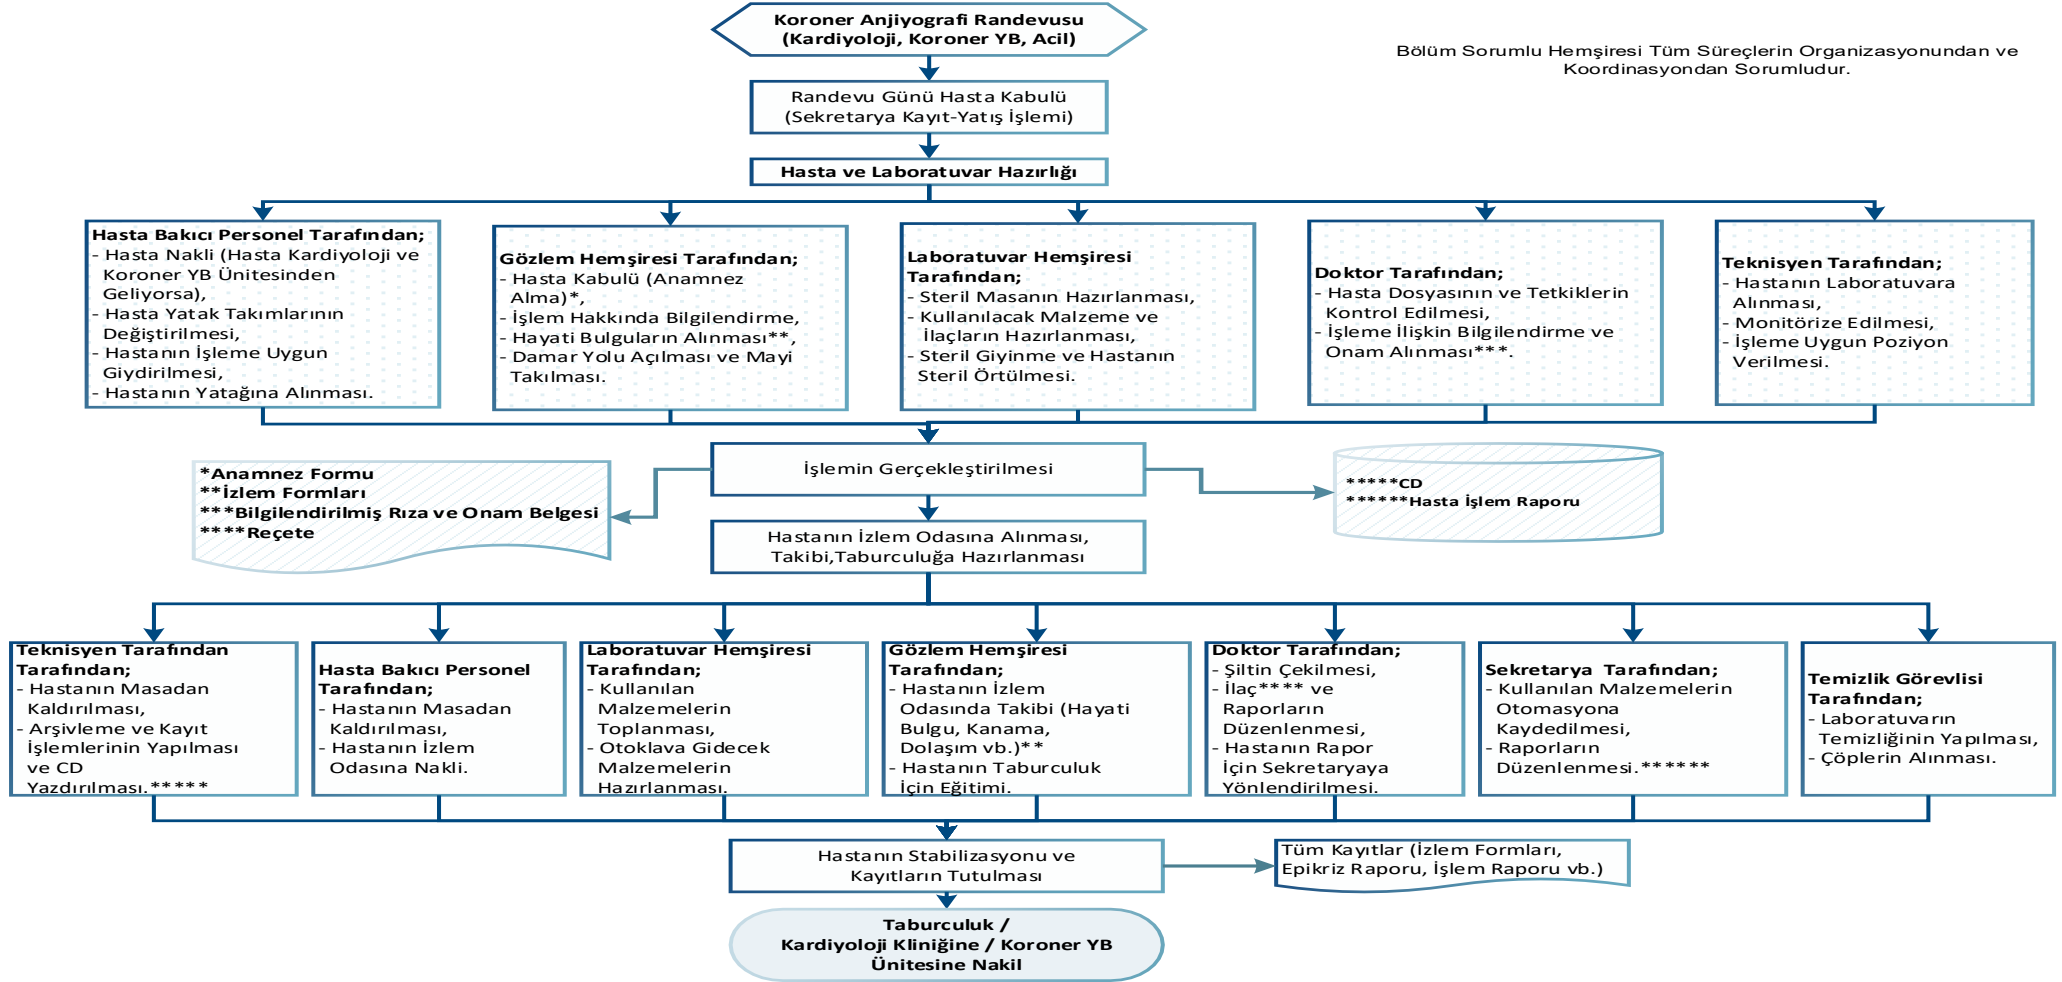 Koroner Anjiyografi Randevusu
(Kardiyoloji, Koroner YB, Acil)
Bölüm Sorumlu Hemşiresi Tüm Süreçlerin Organizasyonundan ve
Koordinasyondan Sorumludur.
Randevu Günü Hasta Kabulü
(Sekretarya Kayıt-Yatış İşlemi)
Hasta ve Laboratuvar Hazırlığı
Hasta Bakıcı Personel Tarafından;
- Hasta Nakli (Hasta Kardiyoloji ve
Koroner YB Ünitesinden
Geliyorsa),
- Hasta Yatak Takımlarının
Değiştirilmesi,
- Hastanın İşleme Uygun
Giydirilmesi,
- Hastanın Yatağına Alınması.
Gözlem Hemşiresi Tarafından;
- Hasta Kabulü (Anamnez
Alma)*,
- İşlem Hakkında Bilgilendirme,
- Hayati Bulguların Alınması**,
- Damar Yolu Açılması ve Mayi
Takılması.
Laboratuvar Hemşiresi
Tarafından;
- Steril Masanın Hazırlanması,
- Kullanılacak Malzeme ve
İlaçların Hazırlanması,
- Steril Giyinme ve Hastanın
Steril Örtülmesi.
Doktor Tarafından;
- Hasta Dosyasının ve Tetkiklerin
Kontrol Edilmesi,
- İşleme İlişkin Bilgilendirme ve
Onam Alınması***.
Teknisyen Tarafından;
- Hastanın Laboratuvara
Alınması,
- Monitörize Edilmesi,
- İşleme Uygun Poziyon
Verilmesi.
İşlemin Gerçekleştirilmesi
*Anamnez Formu
**İzlem Formları
***Bilgilendirilmiş Rıza ve Onam Belgesi
****Reçete
*****CD
******Hasta İşlem Raporu
Hastanın İzlem Odasına Alınması,
Takibi,Taburculuğa Hazırlanması
Teknisyen Tarafından
Tarafından;
- Hastanın Masadan
Kaldırılması,
- Arşivleme ve Kayıt
İşlemlerinin Yapılması
ve CD
Yazdırılması.*****
Hasta Bakıcı Personel
Tarafından;
- Hastanın Masadan
Kaldırılması,
- Hastanın İzlem
Odasına Nakli.
Laboratuvar Hemşiresi
Tarafından;
- Kullanılan
Malzemelerin
Toplanması,
- Otoklava Gidecek
Malzemelerin
Hazırlanması.
Gözlem Hemşiresi
Tarafından;
- Hastanın İzlem
Odasında Takibi (Hayati
Bulgu, Kanama,
Dolaşım vb.)**
- Hastanın Taburculuk
İçin Eğitimi.
Doktor Tarafından;
- Şiltin Çekilmesi,
- İlaç**** ve
Raporların
Düzenlenmesi,
- Hastanın Rapor
İçin Sekretaryaya
Yönlendirilmesi.
Sekretarya Tarafından;
- Kullanılan Malzemelerin
Otomasyona
Kaydedilmesi,
- Raporların
Düzenlenmesi.******
Temizlik Görevlisi
Tarafından;
- Laboratuvarın
Temizliğinin Yapılması,
- Çöplerin Alınması.
Hastanın Stabilizasyonu ve
Kayıtların Tutulması
Tüm Kayıtlar (İzlem Formları,
Epikriz Raporu, İşlem Raporu vb.)
Taburculuk /
Kardiyoloji Kliniğine / Koroner YB
Ünitesine Nakil